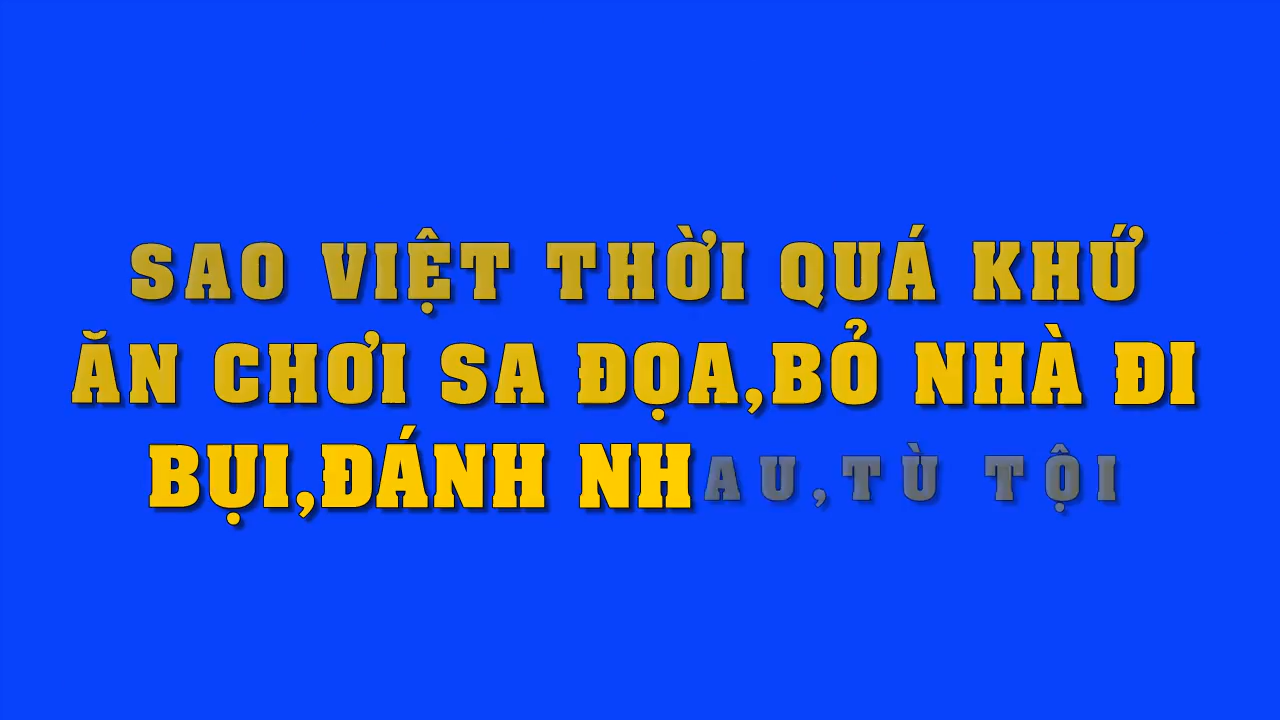 SAO VIỆT THỜI QUÁ KHỨ
ĂN CHƠI SA ĐỌA,BỎ NHÀ ĐI
BỤI,ĐÁNH NHAU,TÙ TỘI